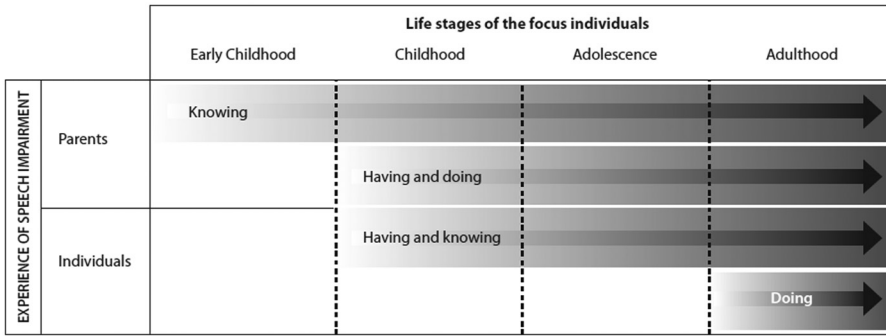 Life stages of the focus individuals
Early Childhood Childhood Adolescence Adulthood
EXPERIENCE OF SPEECH IMPAIRMENT
Parents
Knowing
Having and doing
Individuals
Having and knowing
Doing